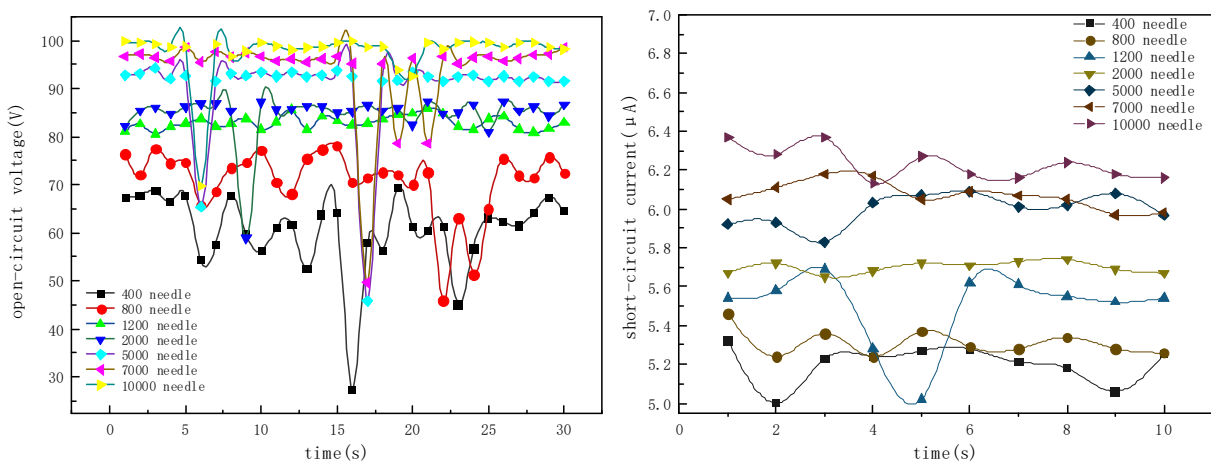 open-circuit voltage(V)
100
90
80
70
60
50
40
30
400 needle
800 needle
1200 needle
2000 needle
5000 needle
7000 needle
10000 needle
0
5
10
15
20
25
30
time(s)
short-circuit current(μA)
7.0
6.8
6.6
6.4
6.2
6.0
5.8
5.6
5.4
5.2
5.0
400 needle
800 needle
1200 needle
2000 needle
5000 needle
7000 needle
10000 needle
0
2
4
6
8
10
time(s)